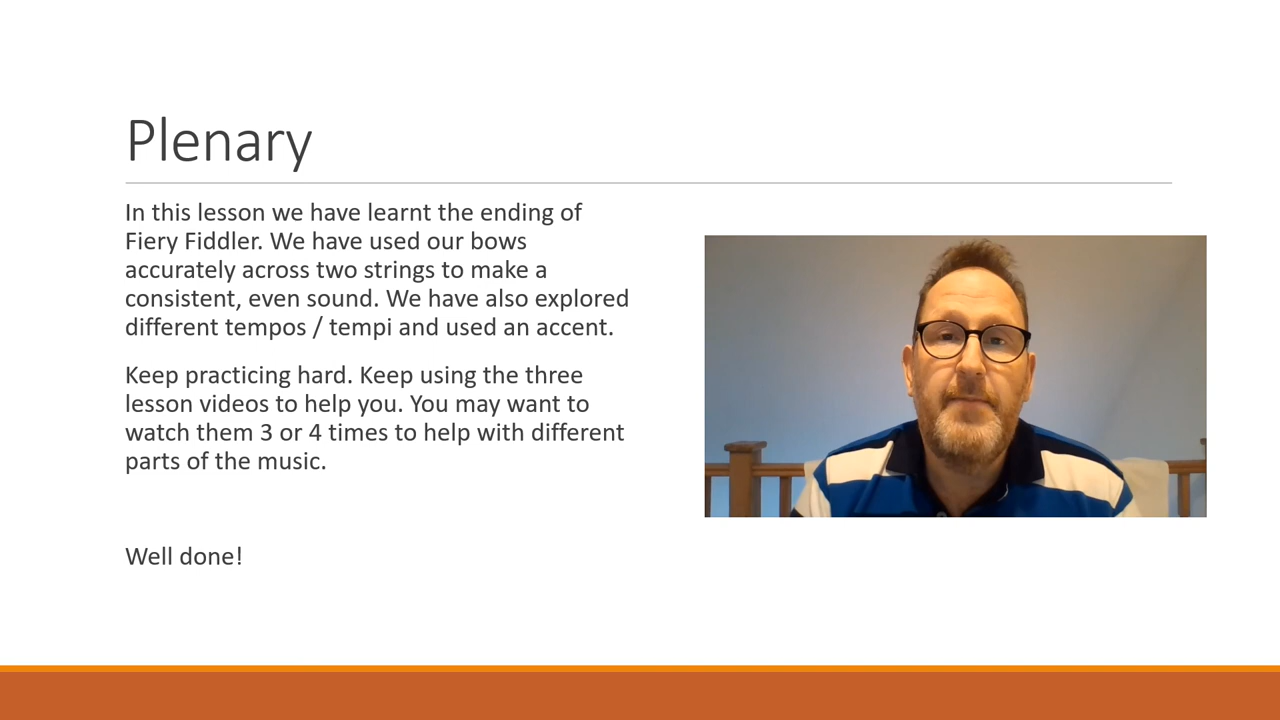 Plenary
In this lesson we have learnt the ending of
Fiery Fiddler. We have used our bows
accurately across two strings to make a
consistent, even sound. We have also explored
different tempos / tempi and used an accent.
Keep practicing hard. Keep using the three
lesson videos to help you. You may want to
watch them 3 or 4 times to help with different
parts of the music.
Well done!